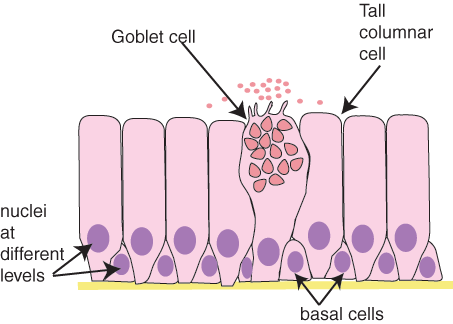 Goblet cell
Tall
columnar
cell
nuclei
at
different
levels
basal cells